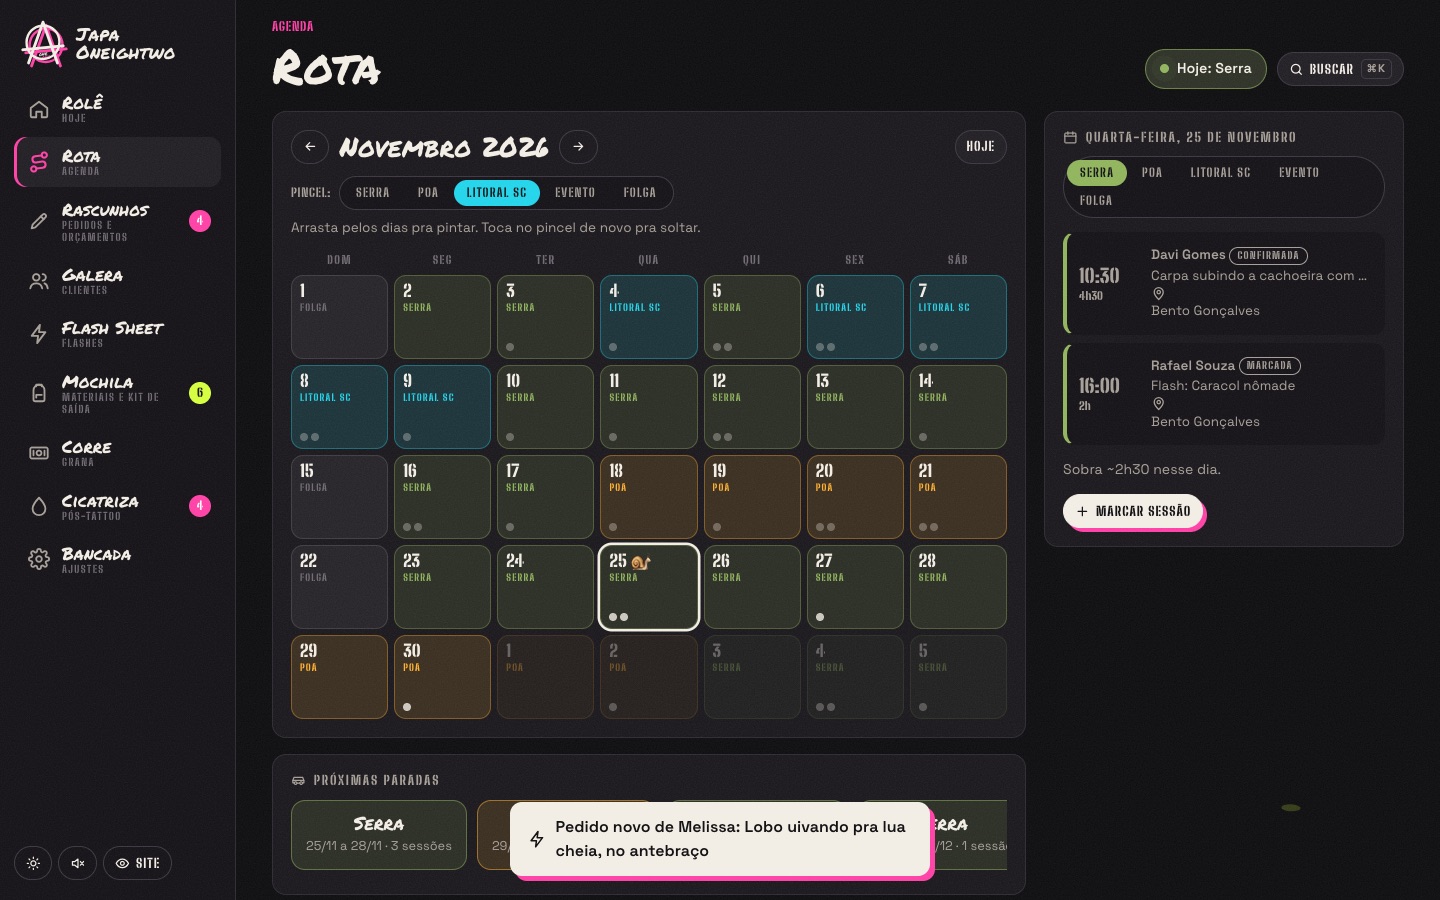 Japa
Oneightwo
Rolê
HOJE
Rota
AGENDA
Rascunhos
PEDIDOS E
ORÇAMENTOS
4
Galera
CLIENTES
Flash Sheet
FLASHES
Mochila
MATERIAIS E KIT DE
SAÍDA
6
Corre
GRANA
Cicatriza
PÓS-TATTOO
4
Bancada
AJUSTES
SITE
AGENDA
Rota
Hoje: Serra
BUSCAR ⌘K
← Novembro 2026 →
HOJE
PINCEL: SERRA POA LITORAL SC EVENTO FOLGA
Arrasta pelos dias pra pintar. Toca no pincel de novo pra soltar.
DOM SEG TER QUA QUI SEX SÁB
1 2 3 4 5 6 7
FOLGA SERRA SERRA LITORAL SC SERRA LITORAL SC LITORAL SC
8 9 10 11 12 13 14
LITORAL SC LITORAL SC SERRA SERRA SERRA SERRA SERRA
15 16 17 18 19 20 21
FOLGA SERRA SERRA POA POA POA POA
22 23 24 25 🐌 26 27 28
FOLGA SERRA SERRA SERRA SERRA SERRA SERRA
29 30 1 2 3 4 5
POA POA POA POA SERRA SERRA SERRA
PRÓXIMAS PARADAS
Serra
25/11 a 28/11 · 3 sessões
29/
/12 · 1 sessã
Pedido novo de Melissa: Lobo uivando pra lua
cheia, no antebraço
QUARTA-FEIRA, 25 DE NOVEMBRO
SERRA POA LITORAL SC EVENTO
FOLGA
10:30
4h30
Davi Gomes CONFIRMADA
Carpa subindo a cachoeira com ...
Bento Gonçalves
16:00
2h
Rafael Souza MARCADA
Flash: Caracol nômade
Bento Gonçalves
Sobra ~2h30 nesse dia.
+ MARCAR SESSÃO